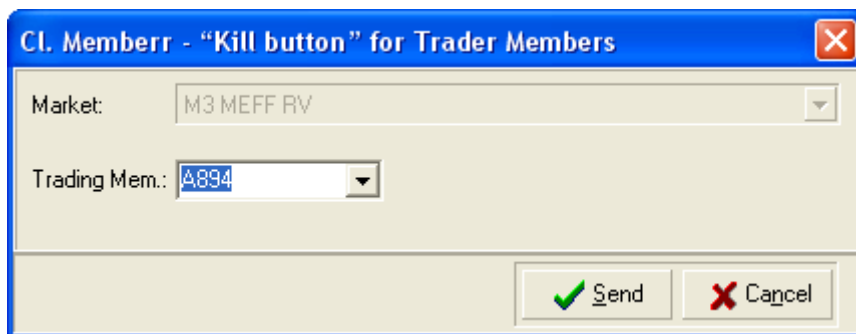 Cl. Memberr - “Kill button” for Trader Members
Market: M3 MEFF RV
Trading Mem.: A894
Send Cancel